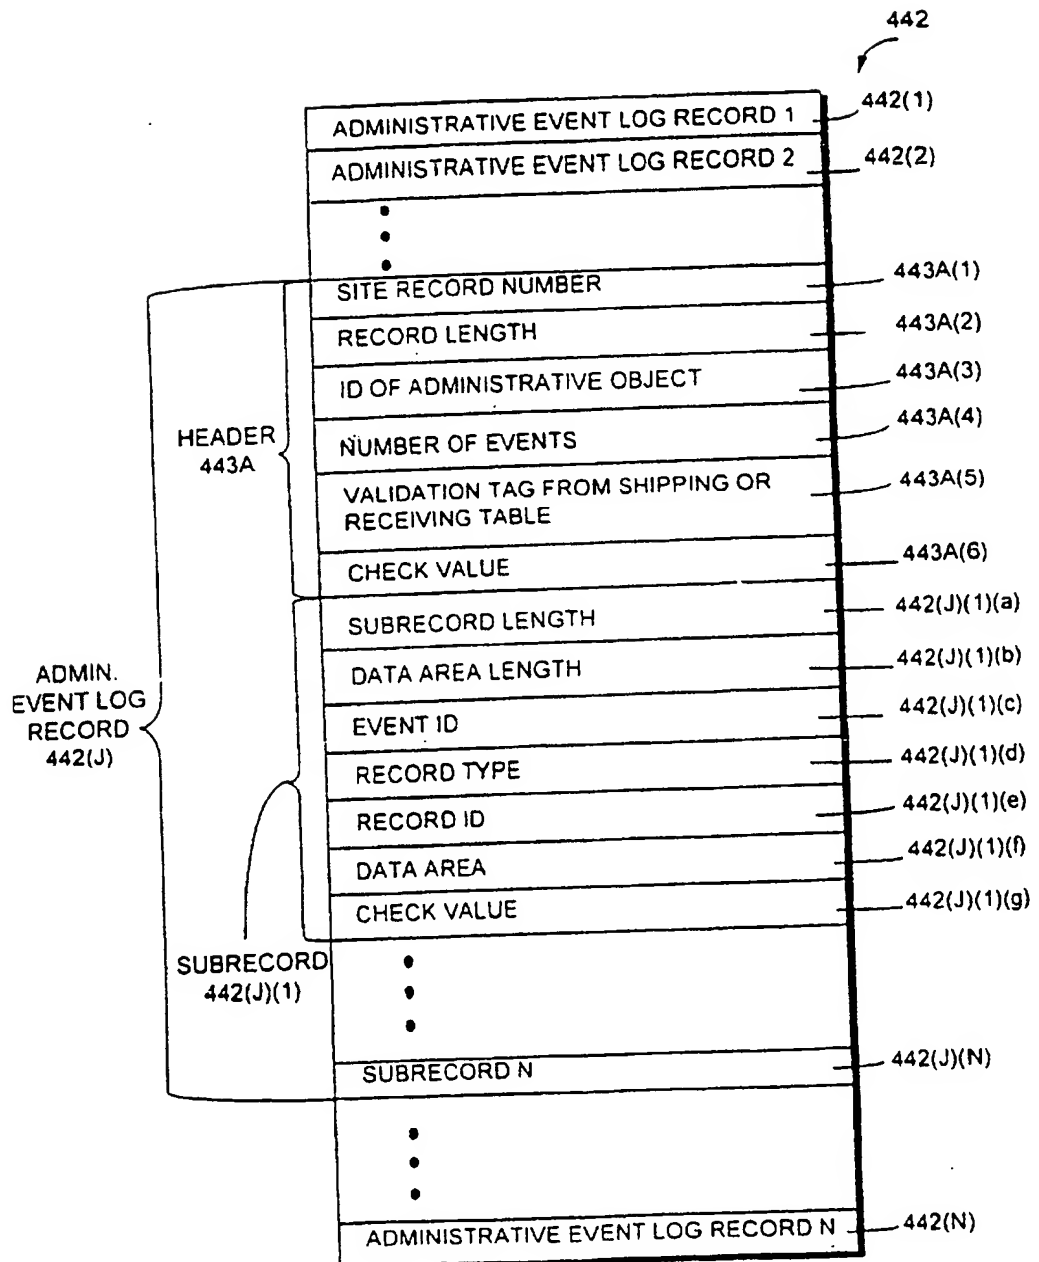 442
ADMINISTRATIVE EVENT LOG RECORD 1
442(1)
ADMINISTRATIVE EVENT LOG RECORD 2
442(2)
SITE RECORD NUMBER
443A(1)
RECORD LENGTH
443A(2)
ID OF ADMINISTRATIVE OBJECT
443A(3)
HEADER
443A
NUMBER OF EVENTS
443A(4)
VALIDATION TAG FROM SHIPPING OR
RECEIVING TABLE
443A(5)
CHECK VALUE
443A(6)
SUBRECORD LENGTH
442(J)(1)(a)
DATA AREA LENGTH
442(J)(1)(b)
ADMIN.
EVENT LOG
RECORD
442(J)
EVENT ID
442(J)(1)(c)
RECORD TYPE
442(J)(1)(d)
RECORD ID
442(J)(1)(e)
DATA AREA
442(J)(1)(f)
CHECK VALUE
442(J)(1)(g)
SUBRECORD
442(J)(1)
SUBRECORD N
442(J)(N)
ADMINISTRATIVE EVENT LOG RECORD N
442(N)